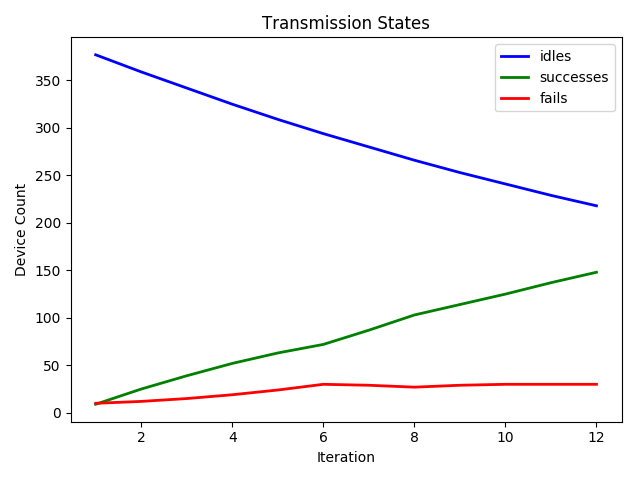 Transmission States
idles
successes
fails
Device Count
350
300
250
200
150
100
50
0
2 4 6 8 10 12
Iteration